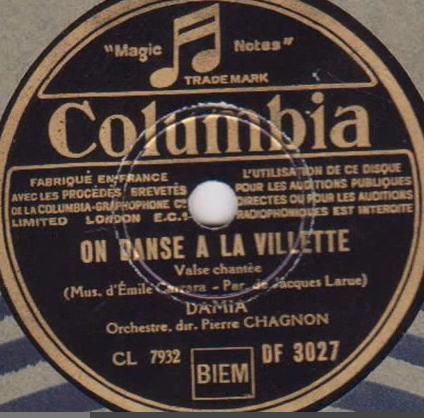 "Magic Notes"
TRADE MARK
Columbia
FABRIQUÉ EN FRANCE
AVEC LES PROCÉDÉS BREVETÉS
DE LA COLUMBIA-GRAPHOPHONE Cº
LIMITED LONDON E.C.1
L'UTILISATION DE CE DISQUE
POUR LES AUDITIONS PUBLIQUES
DIRECTES OU POUR LES AUDITIONS
RADIOPHONIQUES EST INTERDITE
ON DANSE A LA VILLETTE
Valse chantée
(Mus. d'Émile Carrara - Par. de Jacques Larue)
DAMIA
Orchestre, dir. Pierre CHAGNON
CL 7932 BIEM DF 3027